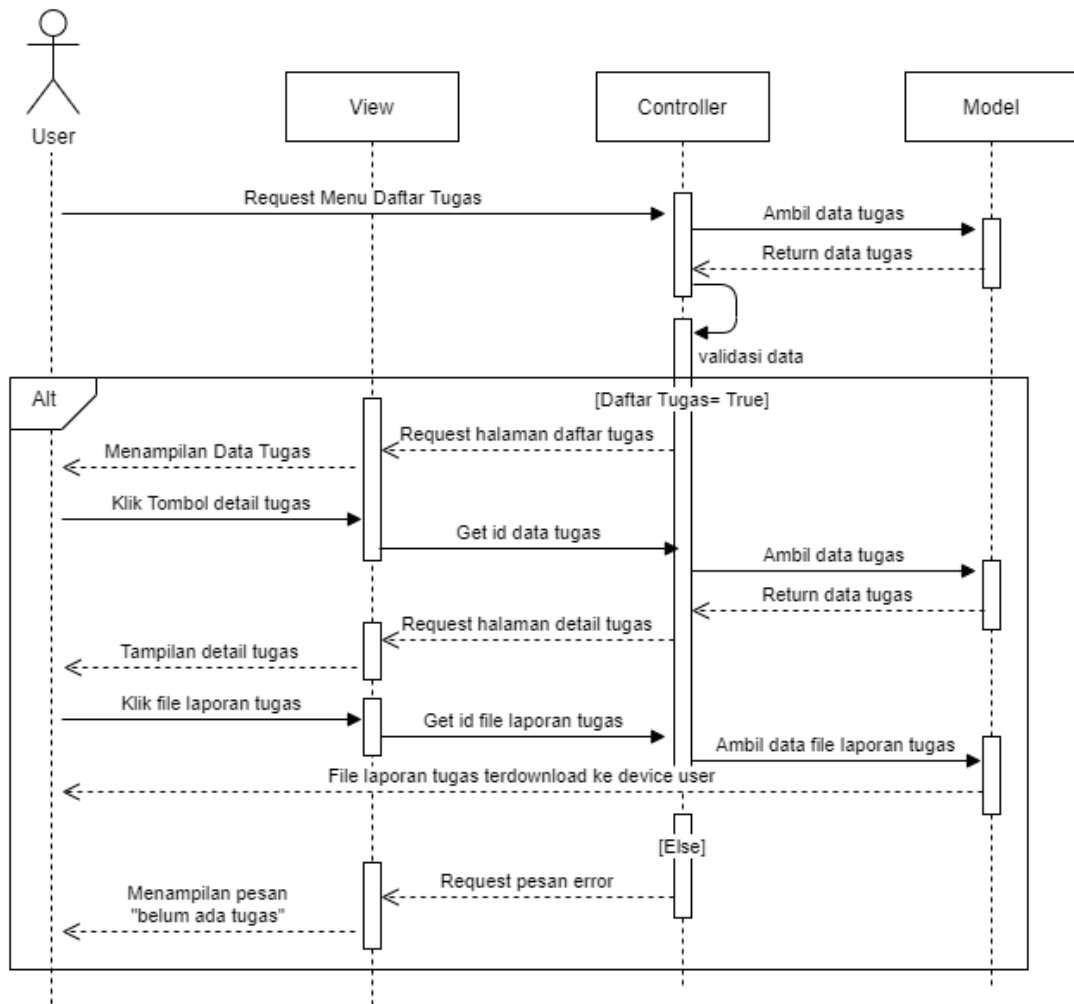 User
View
Controller
Model
Request Menu Daftar Tugas
Ambil data tugas
Return data tugas
validasi data
Alt
[Daftar Tugas= True]
Request halaman daftar tugas
Menampilan Data Tugas
Klik Tombol detail tugas
Get id data tugas
Ambil data tugas
Return data tugas
Request halaman detail tugas
Tampilan detail tugas
Klik file laporan tugas
Get id file laporan tugas
Ambil data file laporan tugas
File laporan tugas terdownload ke device user
[Else]
Request pesan error
Menampilan pesan
"belum ada tugas"